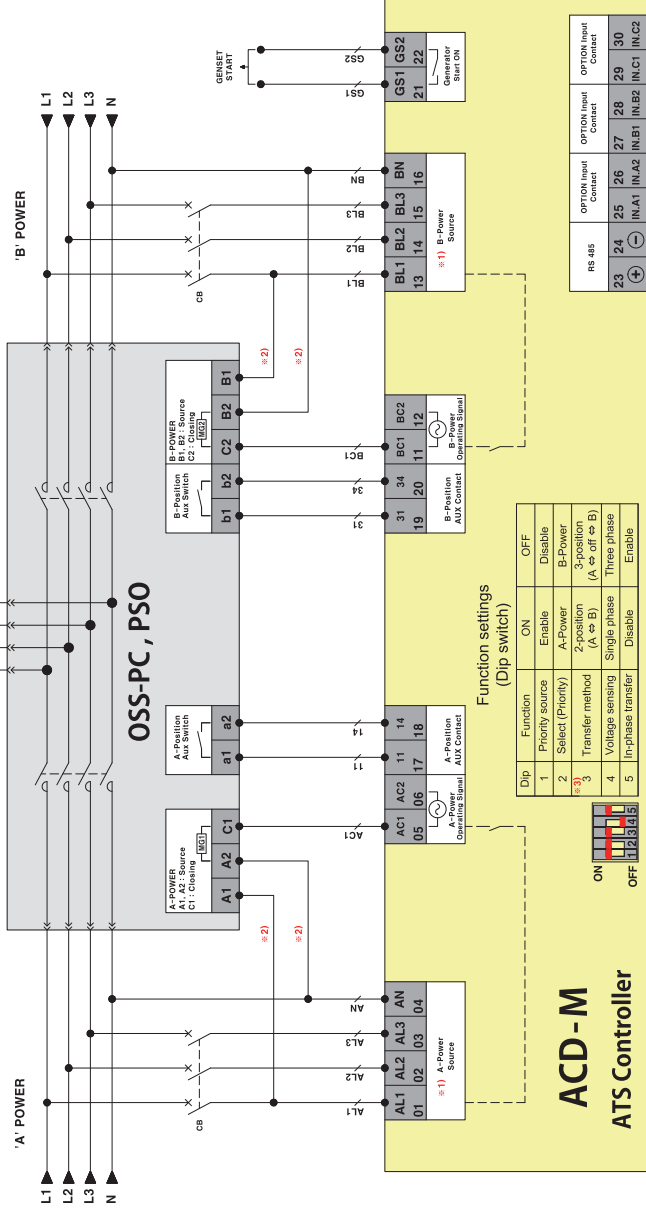 'A' POWER
'B' POWER
L1
L2
L3
N
L1
L2
L3
N
GENSET
START
OSS-PC , PSO
CB
CB
A-POWER
A1, A2 : Source
C1 : Closing
MG1
A1
A2
C1
A-Position
Aux Switch
a1
a2
B-Position
Aux Switch
b1
b2
B-POWER
B1, B2 : Source
C2 : Closing
MG2
C2
B2
B1
※2)
※2)
※2)
※2)
AL1
AL2
AL3
AN
AC1
11
14
31
34
BC1
BL1
BL2
BL3
BN
GS1
GS2
AL1 AL2 AL3 AN
01 02 03 04
※1) A-Power
Source
AC1 AC2
05 06
A-Power
Operating Signal
11 14
17 18
A-Position
AUX Contact
31 34
19 20
B-Position
AUX Contact
BC1 BC2
11 12
B-Power
Operating Signal
BL1 BL2 BL3 BN
13 14 15 16
※1) B-Power
Source
GS1 GS2
21 22
Generator
Start ON
ACD-M
ATS Controller
ON
OFF 1 2 3 4 5
Function settings
(Dip switch)
Dip Function ON OFF
1 Priority source Enable Disable
2 Select (Priority) A-Power B-Power
※3)
3 Transfer method 2-position (A ⇔ B) 3-position (A ⇔ off ⇔ B)
4 Voltage sensing Single phase Three phase
5 In-phase transfer Disable Enable
RS 485
OPTION Input
Contact
OPTION Input
Contact
OPTION Input
Contact
23 24 25 26 27 28 29 30
+ − IN.A1 IN.A2 IN.B1 IN.B2 IN.C1 IN.C2